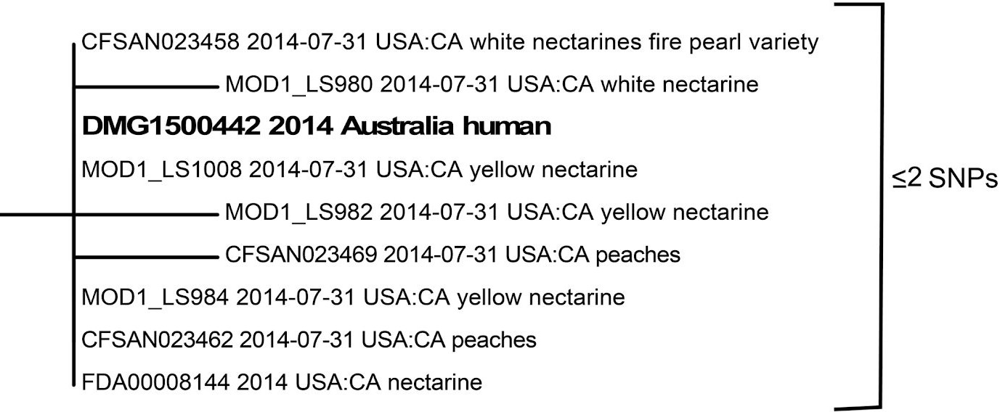 CFSAN023458 2014-07-31 USA:CA white nectarines fire pearl variety
MOD1_LS980 2014-07-31 USA:CA white nectarine
DMG1500442 2014 Australia human
MOD1_LS1008 2014-07-31 USA:CA yellow nectarine
≤2 SNPs
MOD1_LS982 2014-07-31 USA:CA yellow nectarine
CFSAN023469 2014-07-31 USA:CA peaches
MOD1_LS984 2014-07-31 USA:CA yellow nectarine
CFSAN023462 2014-07-31 USA:CA peaches
FDA00008144 2014 USA:CA nectarine